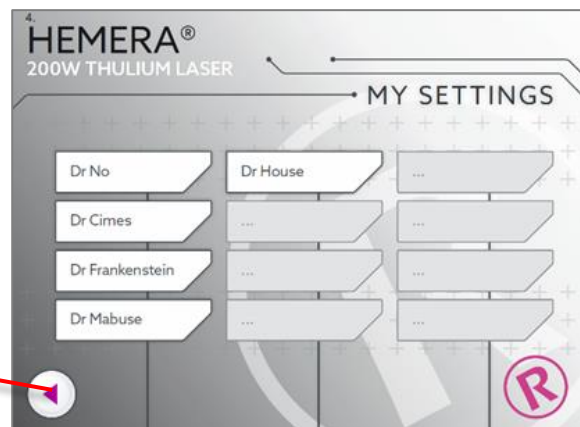 4.
HEMERA®
200W THULIUM LASER
MY SETTINGS
Dr No
Dr House
...
Dr Cimes
...
...
Dr Frankenstein
...
...
Dr Mabuse
...
...
R